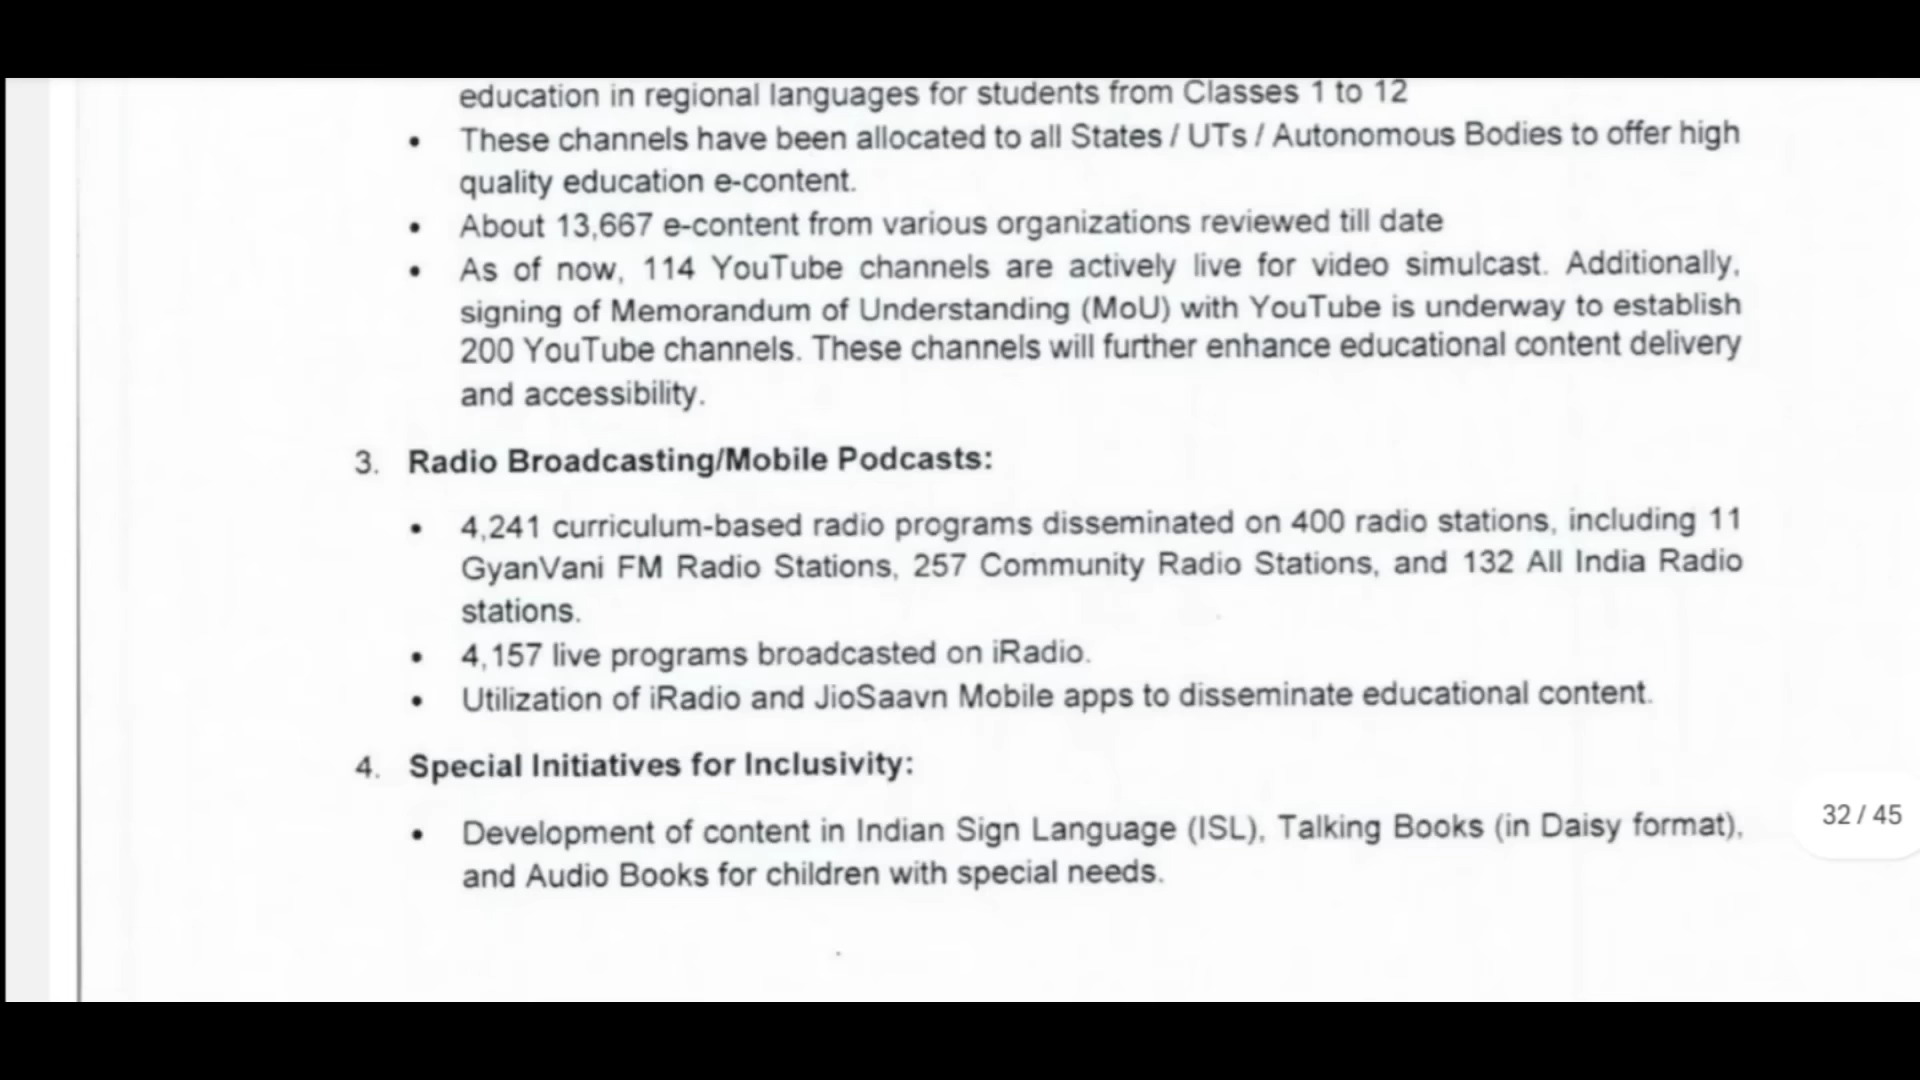 education in regional languages for students from Classes 1 to 12
• These channels have been allocated to all States / UTs / Autonomous Bodies to offer high
quality education e-content.
• About 13,667 e-content from various organizations reviewed till date
• As of now, 114 YouTube channels are actively live for video simulcast. Additionally,
signing of Memorandum of Understanding (MoU) with YouTube is underway to establish
200 YouTube channels. These channels will further enhance educational content delivery
and accessibility.
3. Radio Broadcasting/Mobile Podcasts:
• 4,241 curriculum-based radio programs disseminated on 400 radio stations, including 11
GyanVani FM Radio Stations, 257 Community Radio Stations, and 132 All India Radio
stations.
• 4,157 live programs broadcasted on iRadio.
• Utilization of iRadio and JioSaavn Mobile apps to disseminate educational content.
4. Special Initiatives for Inclusivity:
32 / 45
• Development of content in Indian Sign Language (ISL), Talking Books (in Daisy format),
and Audio Books for children with special needs.